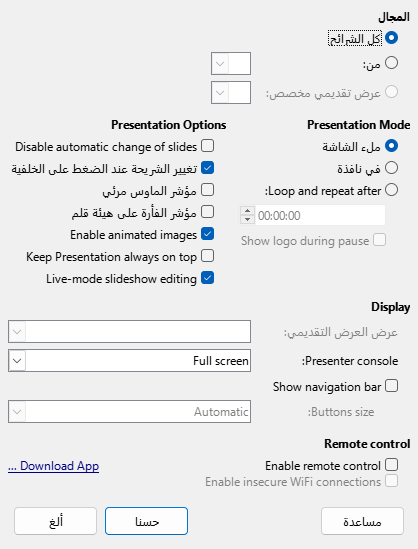 المجال
كل الشرائح
من:
عرض تقديمي مخصص:
Presentation Mode
ملء الشاشة
في نافذة
Loop and repeat after:
00:00:00
Show logo during pause
Presentation Options
Disable automatic change of slides
تغيير الشريحة عند الضغط على الخلفية
مؤشر الماوس مرئي
مؤشر الفأرة على هيئة قلم
Enable animated images
Keep Presentation always on top
Live-mode slideshow editing
Display
عرض العرض التقديمي:
Presenter console:
Full screen
Show navigation bar
Buttons size:
Automatic
Remote control
Enable remote control
Download App ...
Enable insecure WiFi connections
مساعدة
حسنا
ألغ